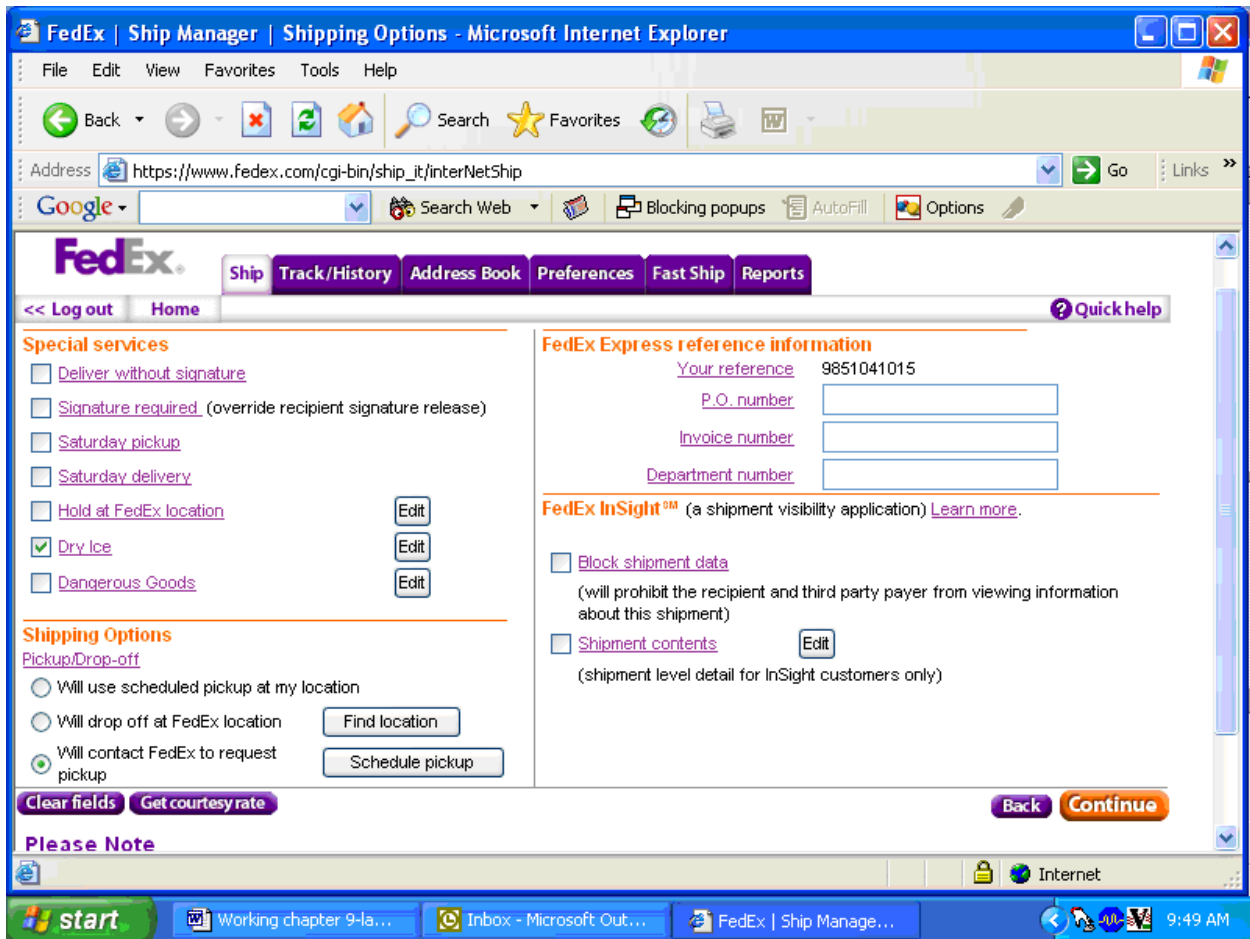 FedEx | Ship Manager | Shipping Options - Microsoft Internet Explorer
File Edit View Favorites Tools Help
Back Search Favorites
Address https://www.fedex.com/cgi-bin/ship_it/interNetShip Go Links »
Google Search Web Blocking popups AutoFill Options
FedEx®
Ship Track/History Address Book Preferences Fast Ship Reports
<< Log out Home Quick help
Special services
Deliver without signature
Signature required (override recipient signature release)
Saturday pickup
Saturday delivery
Hold at FedEx location Edit
Dry Ice Edit
Dangerous Goods Edit
Shipping Options
Pickup/Drop-off
Will use scheduled pickup at my location
Will drop off at FedEx location Find location
Will contact FedEx to request
pickup Schedule pickup
FedEx Express reference information
Your reference 9851041015
P.O. number
Invoice number
Department number
FedEx InSight℠ (a shipment visibility application) Learn more.
Block shipment data
(will prohibit the recipient and third party payer from viewing information
about this shipment)
Shipment contents Edit
(shipment level detail for InSight customers only)
Clear fields Get courtesy rate Back Continue
Please Note
Internet
start Working chapter 9-la... Inbox - Microsoft Out... FedEx | Ship Manage... 9:49 AM